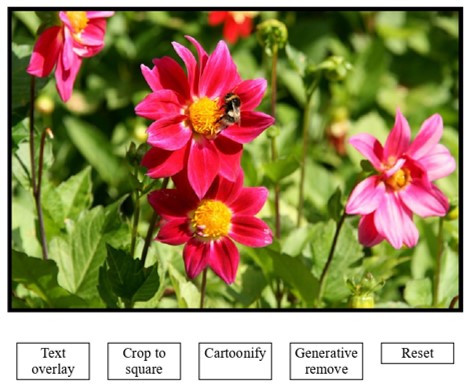 Text
overlay
Crop to
square
Cartoonify
Generative
remove
Reset